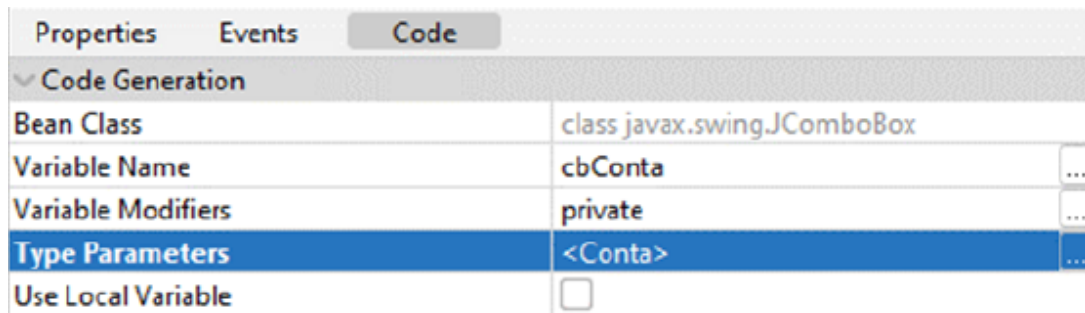 Properties Events Code
Code Generation
Bean Class class javax.swing.JComboBox
Variable Name cbConta ...
Variable Modifiers private ...
Type Parameters <Conta> ...
Use Local Variable